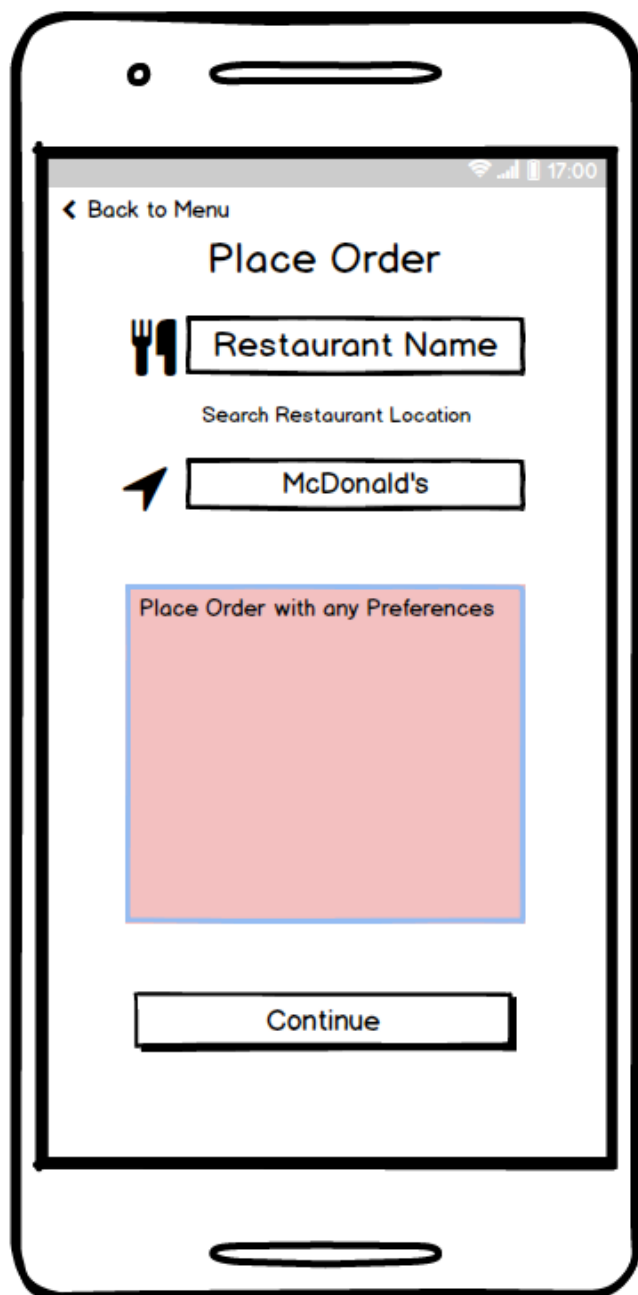 17:00
Back to Menu
Place Order
Restaurant Name
Search Restaurant Location
McDonald's
Place Order with any Preferences
Continue